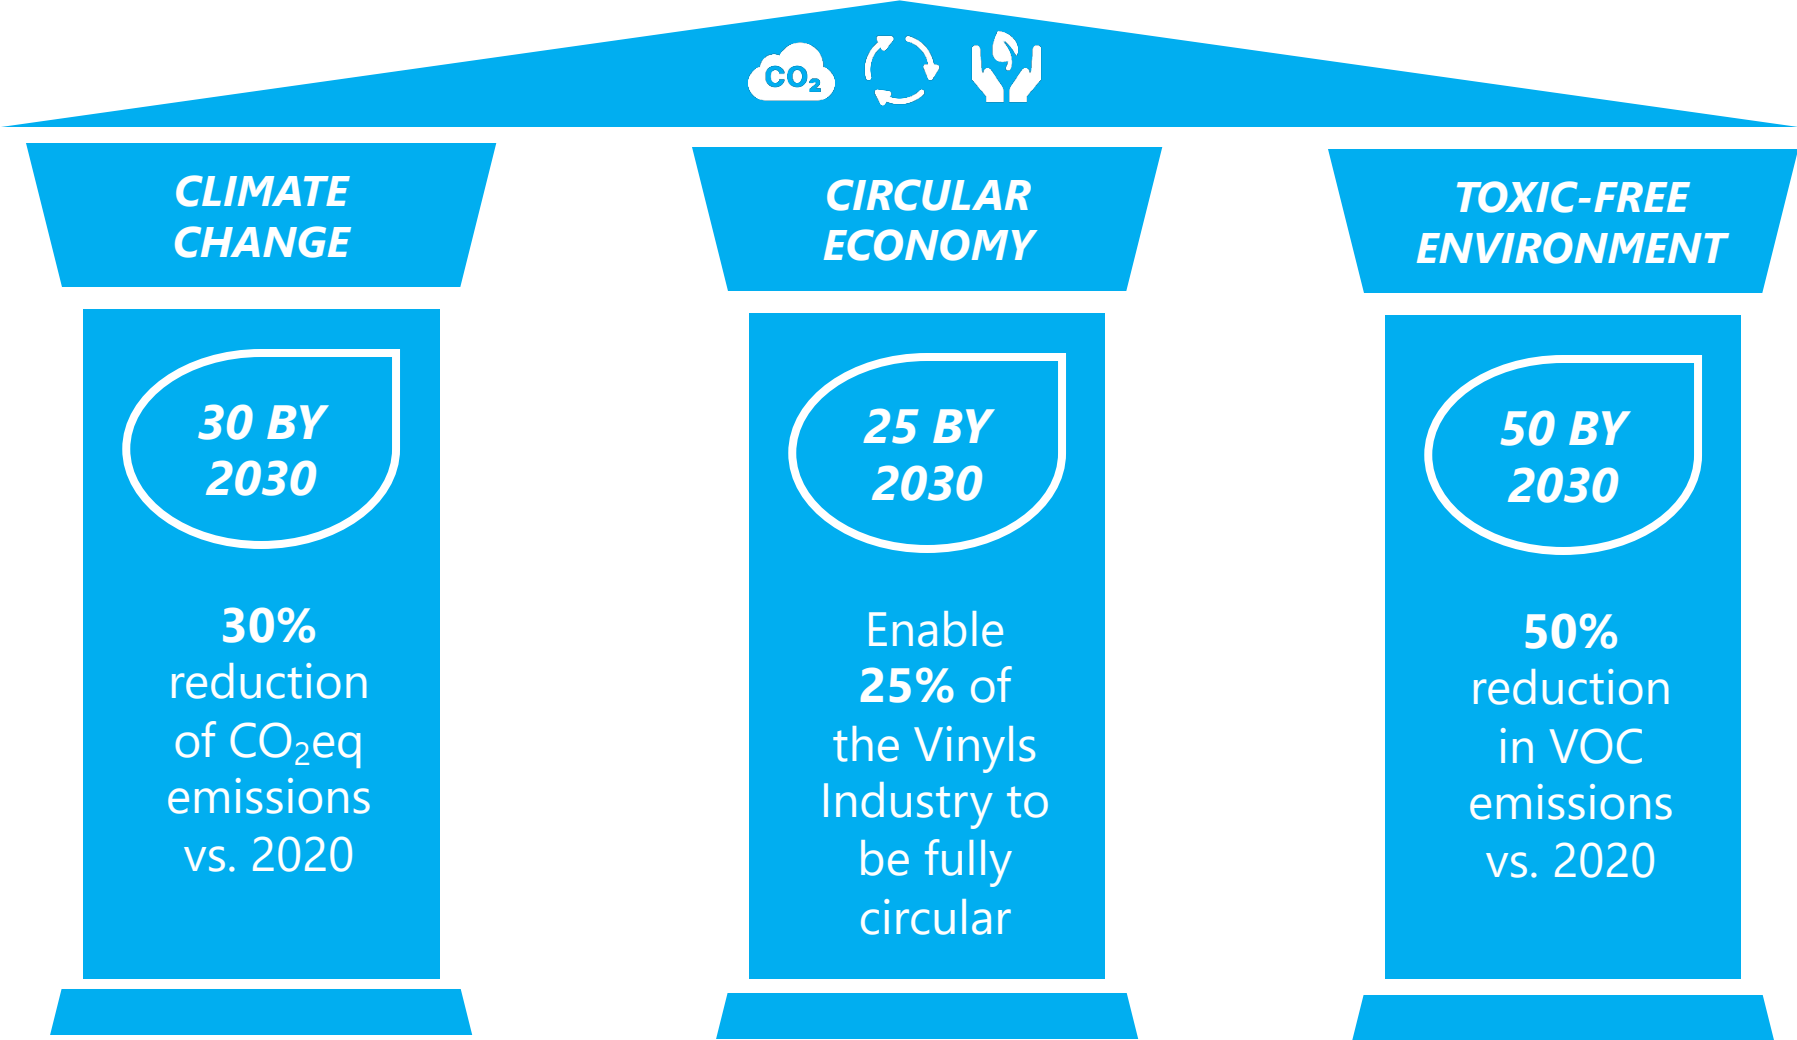 CO₂
CLIMATE
CHANGE
30 BY
2030
30%
reduction
of CO₂eq
emissions
vs. 2020
CIRCULAR
ECONOMY
25 BY
2030
Enable
25% of
the Vinyls
Industry to
be fully
circular
TOXIC-FREE
ENVIRONMENT
50 BY
2030
50%
reduction
in VOC
emissions
vs. 2020